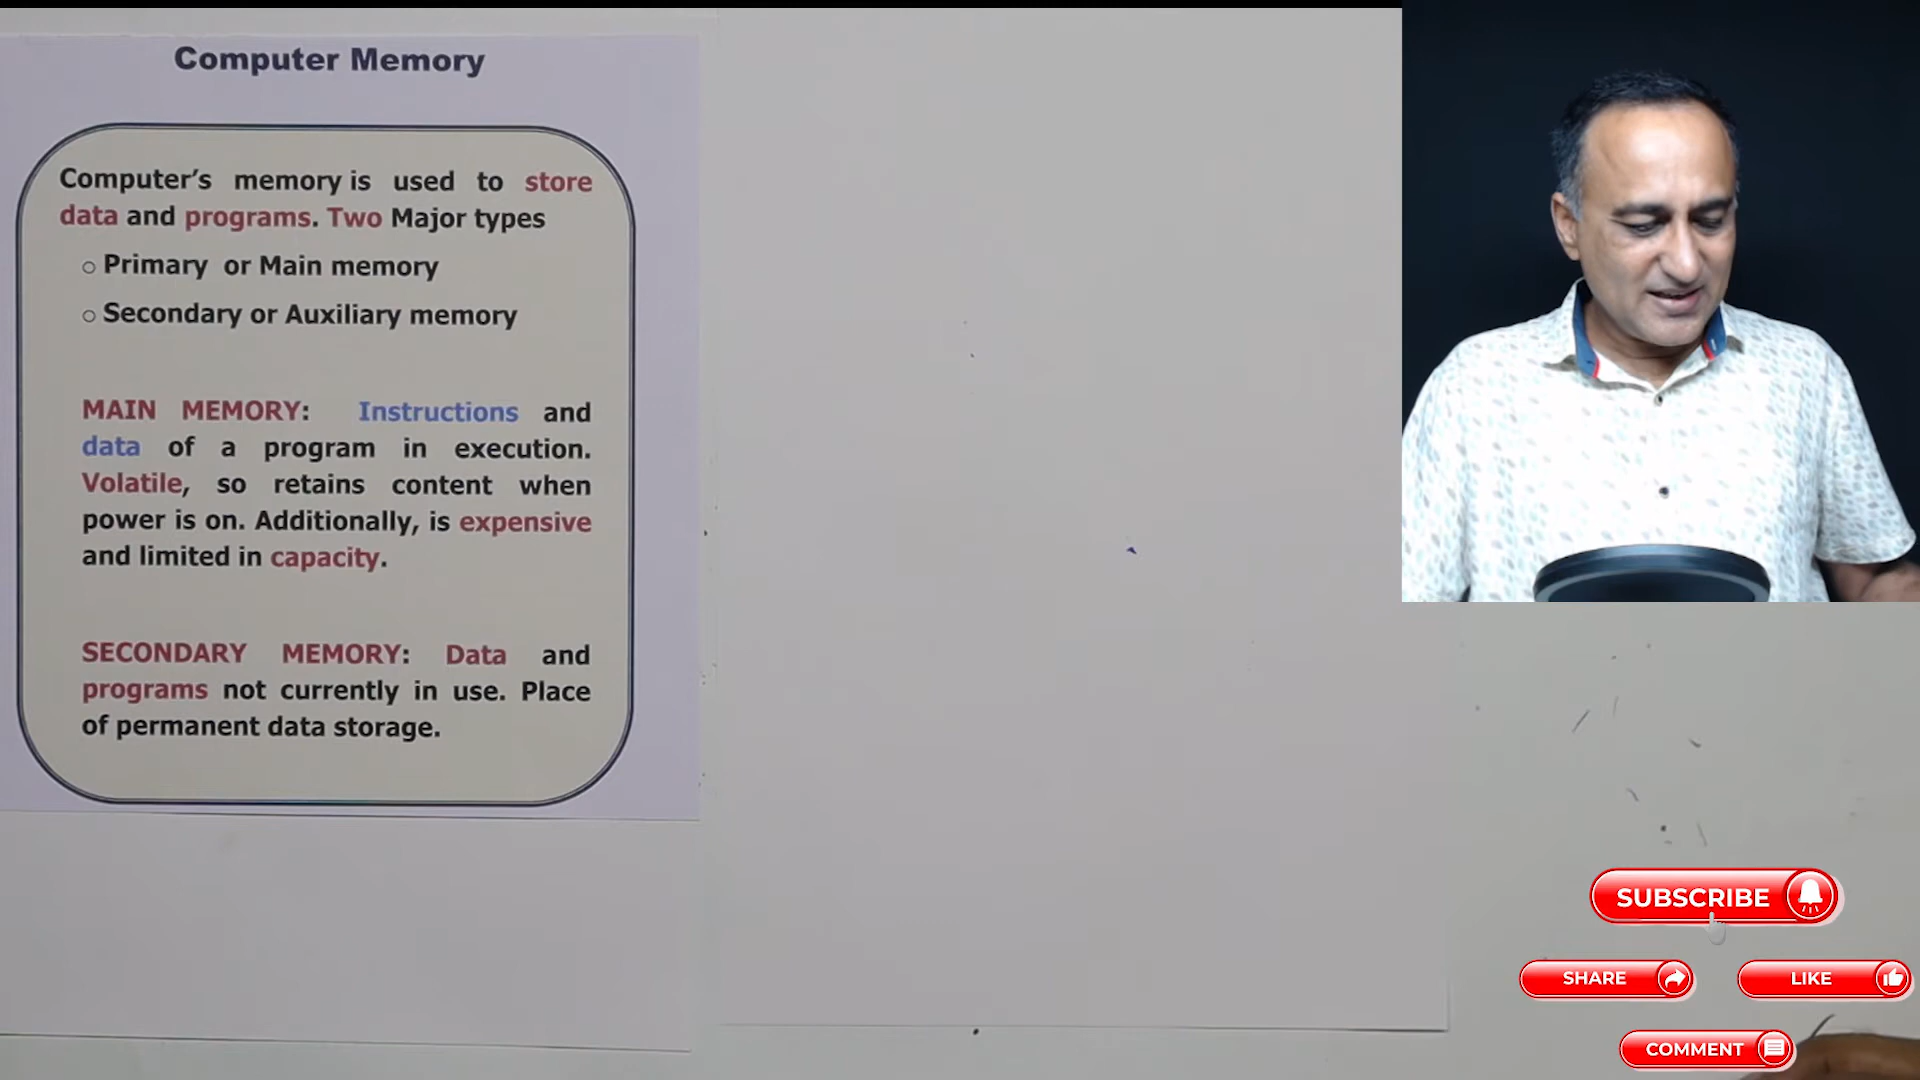 Computer Memory
Computer's memory is used to store
data and programs. Two Major types
○ Primary or Main memory
○ Secondary or Auxiliary memory
MAIN MEMORY: Instructions and
data of a program in execution.
Volatile, so retains content when
power is on. Additionally, is expensive
and limited in capacity.
SECONDARY MEMORY: Data and
programs not currently in use. Place
of permanent data storage.
SUBSCRIBE
SHARE
LIKE
COMMENT